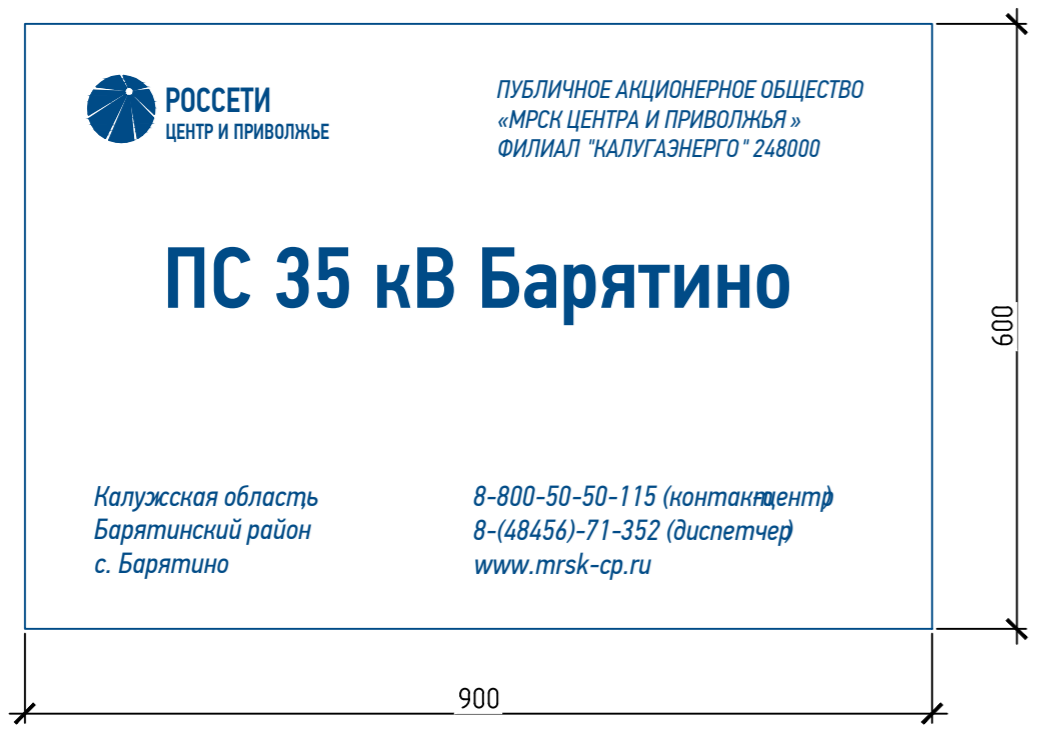 РОССЕТИ
ЦЕНТР И ПРИВОЛЖЬЕ
ПУБЛИЧНОЕ АКЦИОНЕРНОЕ ОБЩЕСТВО
«МРСК ЦЕНТРА И ПРИВОЛЖЬЯ»
ФИЛИАЛ "КАЛУГАЭНЕРГО" 248000
ПС 35 кВ Барятино
Калужская область,
Барятинский район
с. Барятино
8-800-50-50-115 (контакт-центр)
8-(48456)-71-352 (диспетчер)
www.mrsk-cp.ru
600
900